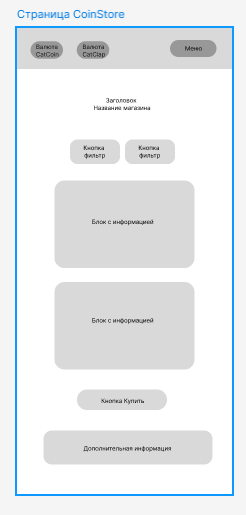 Страница CoinStore
Валюта Валюта Меню
CatCoin CatClap
Заголовок
Название магазина
Кнопка Кнопка
фильтр фильтр
Блок с информацией
Блок с информацией
Кнопка Купить
Дополнительная информация